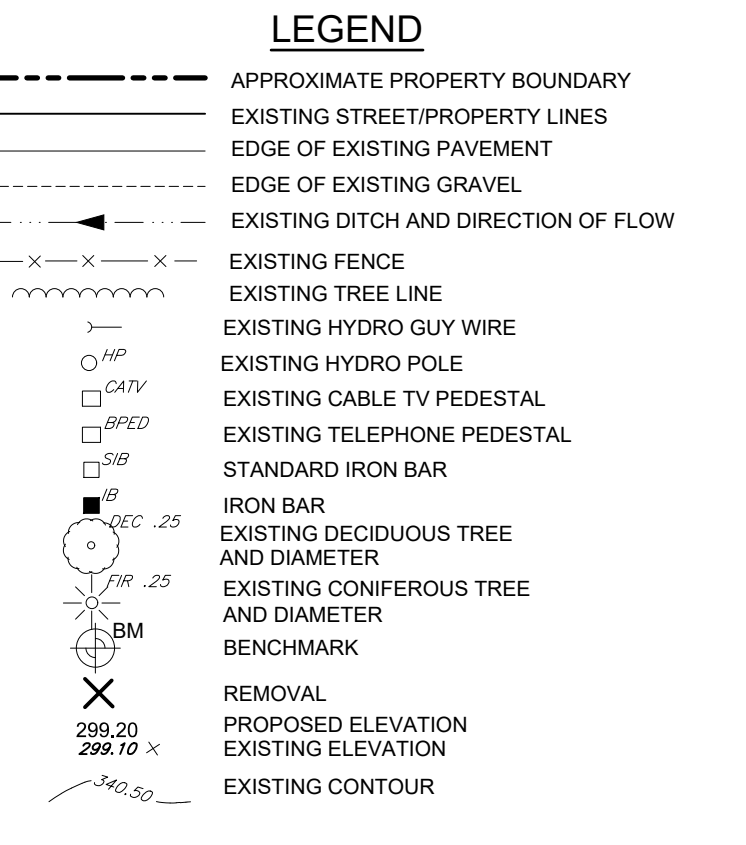 LEGEND
APPROXIMATE PROPERTY BOUNDARY
EXISTING STREET/PROPERTY LINES
EDGE OF EXISTING PAVEMENT
EDGE OF EXISTING GRAVEL
EXISTING DITCH AND DIRECTION OF FLOW
EXISTING FENCE
EXISTING TREE LINE
EXISTING HYDRO GUY WIRE
HP EXISTING HYDRO POLE
CATV EXISTING CABLE TV PEDESTAL
BPED EXISTING TELEPHONE PEDESTAL
SIB STANDARD IRON BAR
IB IRON BAR
DEC .25 EXISTING DECIDUOUS TREE
AND DIAMETER
FIR .25 EXISTING CONIFEROUS TREE
AND DIAMETER
BM BENCHMARK
REMOVAL
299.20 PROPOSED ELEVATION
299.10 EXISTING ELEVATION
340.50 EXISTING CONTOUR